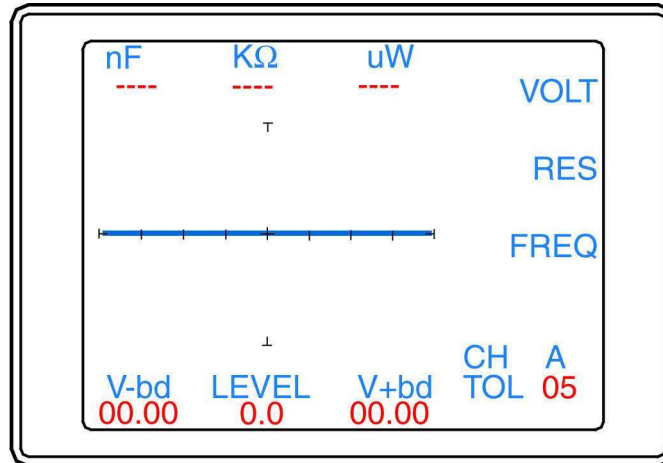 nF KΩ uW
---- ---- ----
VOLT
RES
FREQ
CH A
V-bd LEVEL V+bd TOL 05
00.00 0.0 00.00